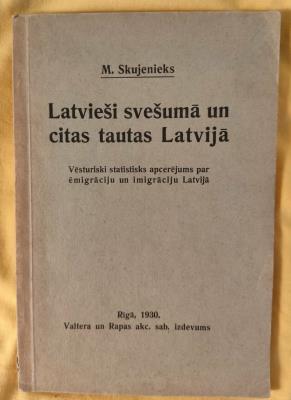 M. Skujenieks
Latvieši svešumā un
citas tautas Latvijā
Vēsturiski statistisks apcerējums par
ēmigrāciju un imigrāciju Latvijā
Rīgā, 1930.
Valtera un Rapas akc. sab. izdevums